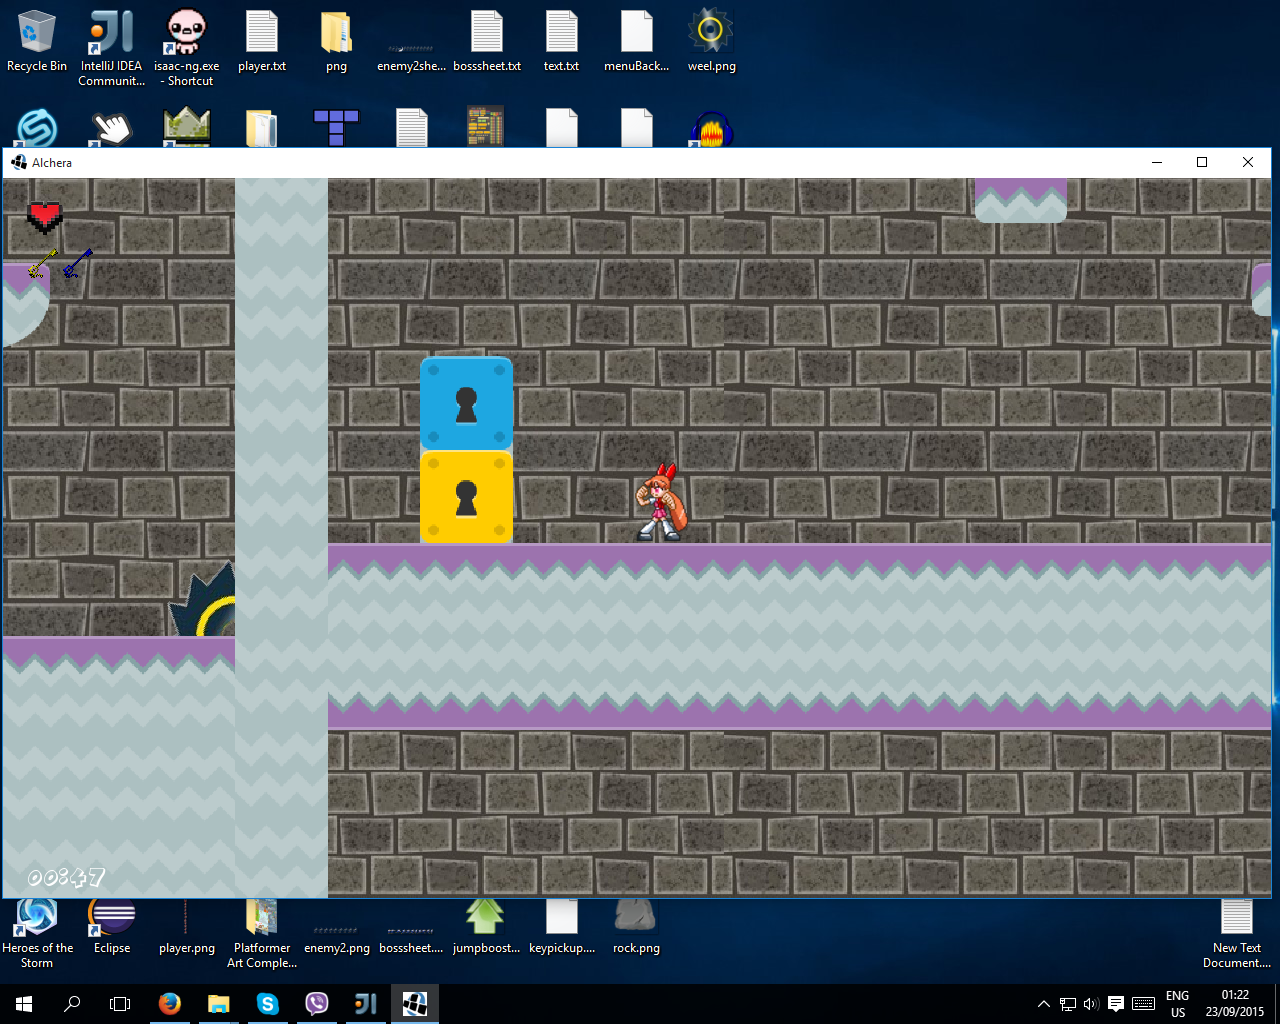 Recycle Bin
IntelliJ IDEA
Communit...
isaac-ng.exe
- Shortcut
player.txt
png
enemy2she...
bosssheet.txt
text.txt
menuBack...
weel.png
Alchera
00:47
Heroes of the
Storm
Eclipse
player.png
Platformer
Art Comple...
enemy2.png
bosssheet....
jumpboost...
keypickup....
rock.png
New Text
Document....
ENG
US
01:22
23/09/2015